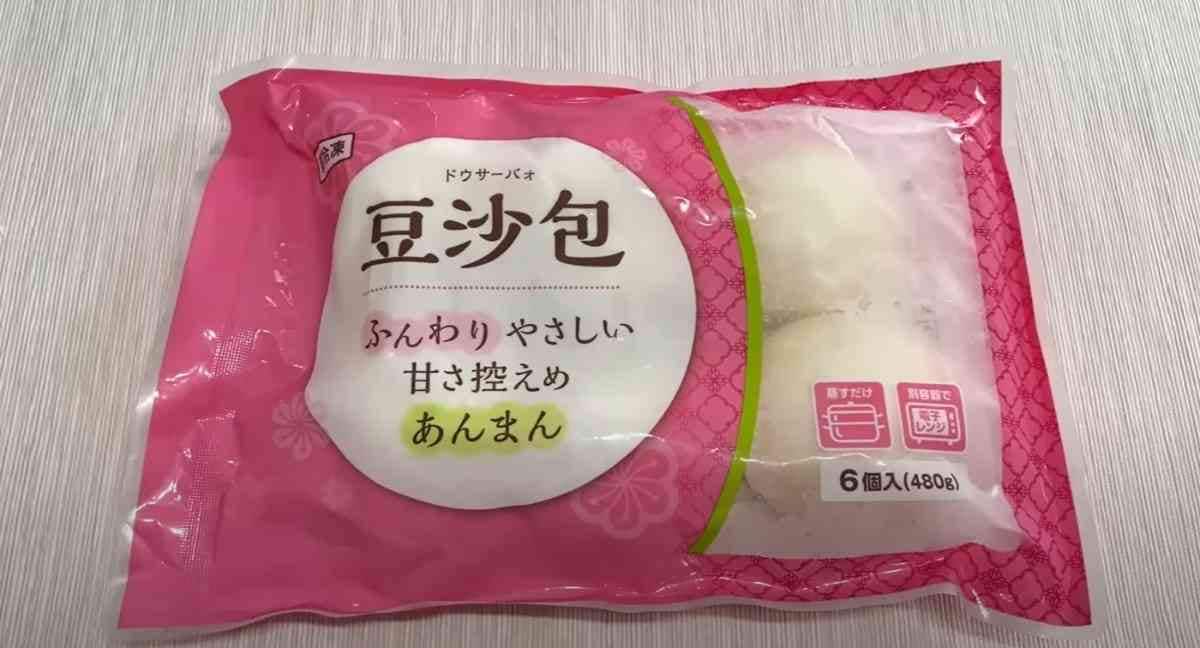 冷凍
ドウサーバォ
豆沙包
ふんわり やさしい
甘さ控えめ
あんまん
蒸すだけ
別容器で
電子
レンジ
6個入(480g)